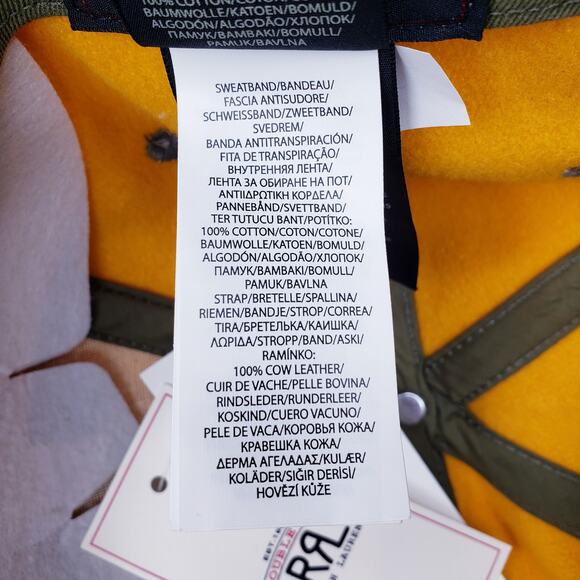 100% COTTON/COTON/COTONE/
BAUMWOLLE/KATOEN/BOMULD/
ALGODÓN/ALGODÃO/ХЛОПОК/
ПАМУК/BAMBAKI/BOMULL/
PAMUK/BAVLNA
SWEATBAND/BANDEAU/
FASCIA ANTISUDORE/
SCHWEISSBAND/ZWEETBAND/
SVEDREM/
BANDA ANTITRANSPIRACIÓN/
FITA DE TRANSPIRAÇÃO/
ВНУТРЕННЯЯ ЛЕНТА/
ЛЕНТА ЗА ОБИРАНЕ НА ПОТ/
ΑΝΤΙΙΔΡΩΤΙΚΗ ΚΟΡΔΕΛΑ/
PANNEBÅND/SVETTBAND/
TER TUTUCU BANT/POTÍTKO:
100% COTTON/COTON/COTONE/
BAUMWOLLE/KATOEN/BOMULD/
ALGODÓN/ALGODÃO/ХЛОПОК/
ПАМУК/BAMBAKI/BOMULL/
PAMUK/BAVLNA
STRAP/BRETELLE/SPALLINA/
RIEMEN/BANDJE/STROP/CORREA/
TIRA/БРЕТЕЛЬКА/КАИШКА/
ΛΩΡΙΔΑ/STROPP/BAND/ASKI/
RAMÍNKO:
100% COW LEATHER/
CUIR DE VACHE/PELLE BOVINA/
RINDSLEDER/RUNDERLEER/
KOSKIND/CUERO VACUNO/
PELE DE VACA/КОРОВЬЯ КОЖА/
КРАВЕШКА КОЖА/
ΔΕΡΜΑ ΑΓΕΛΑΔΑΣ/KULÆR/
KOLÄDER/SIĞIR DERİSİ/
HOVĚZÍ KŮŽE
DOUBLE
RRL
LAUREN